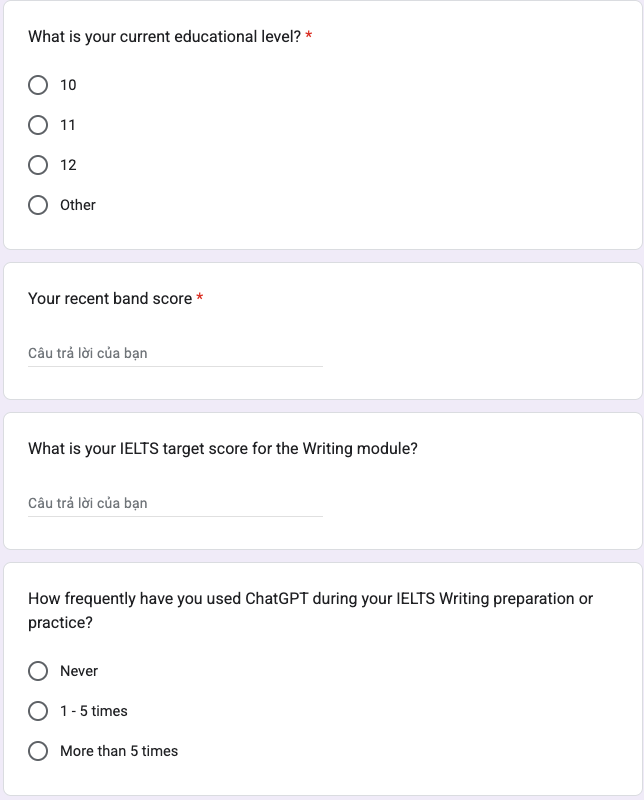 What is your current educational level? *
10
11
12
Other
Your recent band score *
Câu trả lời của bạn
What is your IELTS target score for the Writing module?
Câu trả lời của bạn
How frequently have you used ChatGPT during your IELTS Writing preparation or
practice?
Never
1 - 5 times
More than 5 times